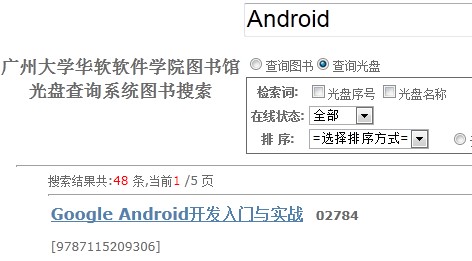 Android
广州大学华软软件学院图书馆
光盘查询系统图书搜索
查询图书 查询光盘
检索词: 光盘序号 光盘名称
在线状态: 全部
排 序: =选择排序方式=
搜索结果共:48 条,当前1 /5 页
Google Android开发入门与实战 02784
[9787115209306]